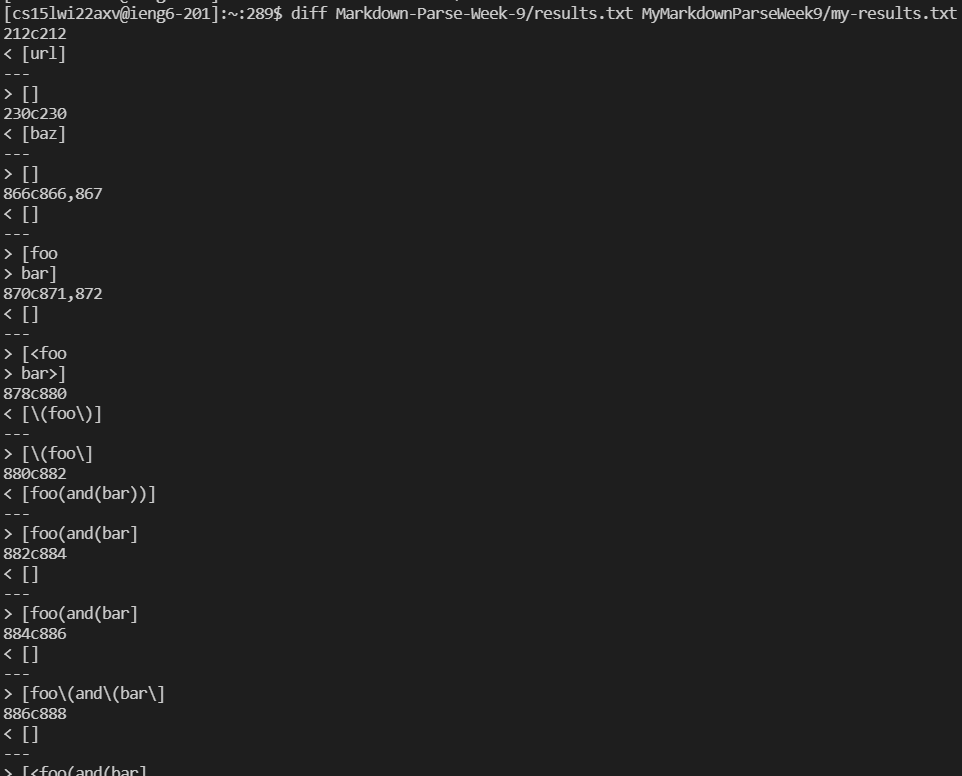 [cs15lwi22axv@ieng6-201]:~:289$ diff Markdown-Parse-Week-9/results.txt MyMarkdownParseWeek9/my-results.txt
212c212
< [url]
---
> []
230c230
< [baz]
---
> []
866c866,867
< []
---
> [foo
> bar]
870c871,872
< []
---
> [<foo
> bar>]
878c880
< [\(foo\)]
---
> [\(foo\]
880c882
< [foo(and(bar))]
---
> [foo(and(bar]
882c884
< []
---
> [foo(and(bar]
884c886
< []
---
> [foo\(and\(bar\]
886c888
< []
---
> [<foo(and(bar]